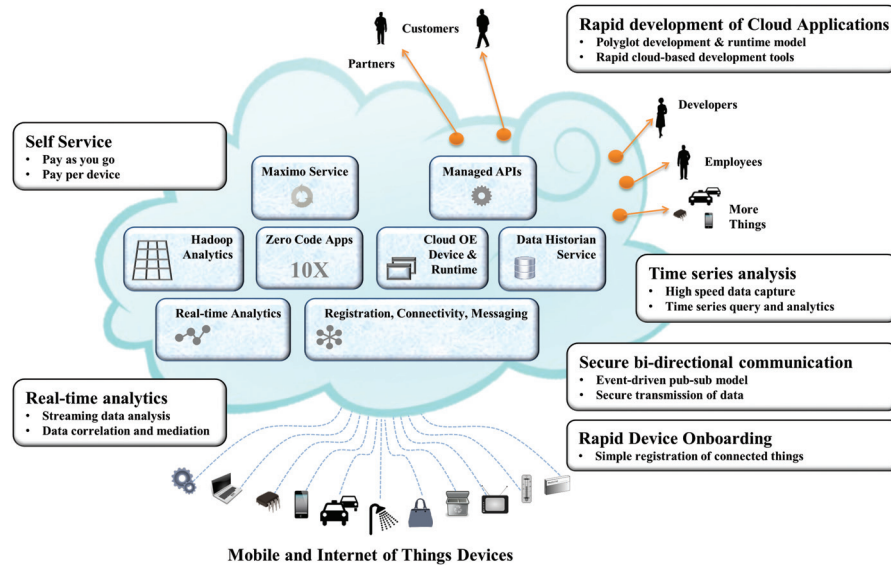 Rapid development of Cloud Applications
• Polyglot development & runtime model
• Rapid cloud-based development tools
Customers
Partners
Developers
Employees
More
Things
Self Service
• Pay as you go
• Pay per device
Maximo Service
Managed APIs
Hadoop
Analytics
Zero Code Apps
10X
Cloud OE
Device &
Runtime
Data Historian
Service
Real-time Analytics
Registration, Connectivity, Messaging
Time series analysis
• High speed data capture
• Time series query and analytics
Secure bi-directional communication
• Event-driven pub-sub model
• Secure transmission of data
Real-time analytics
• Streaming data analysis
• Data correlation and mediation
Rapid Device Onboarding
• Simple registration of connected things
Mobile and Internet of Things Devices